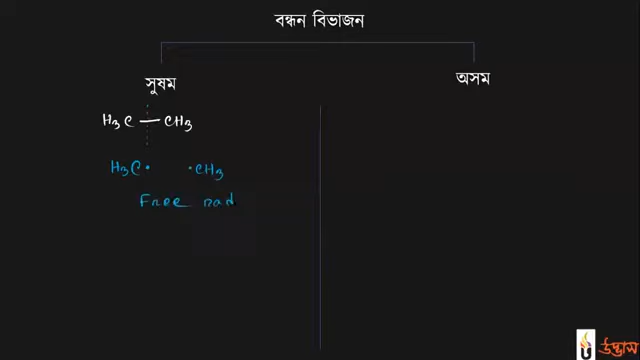 বন্ধন বিভাজন
সুষম
অসম
H₃C — CH₃
H₃C• •CH₃
Free rad
উদ্ভাস